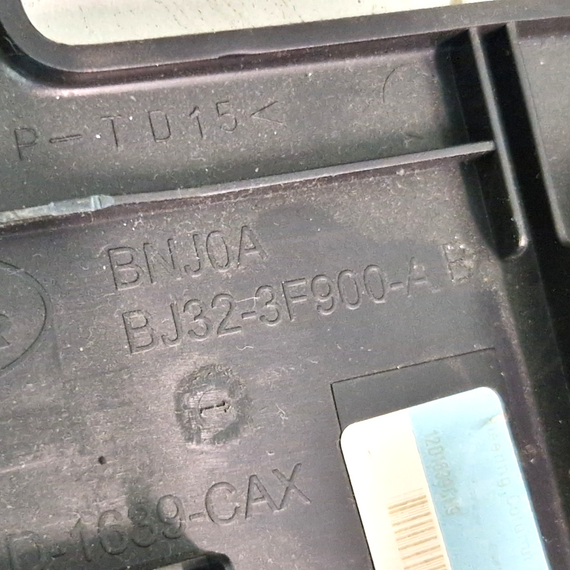 P-TD15<
BNJ0A
BJ32-3F900-A B
-1639-CAX